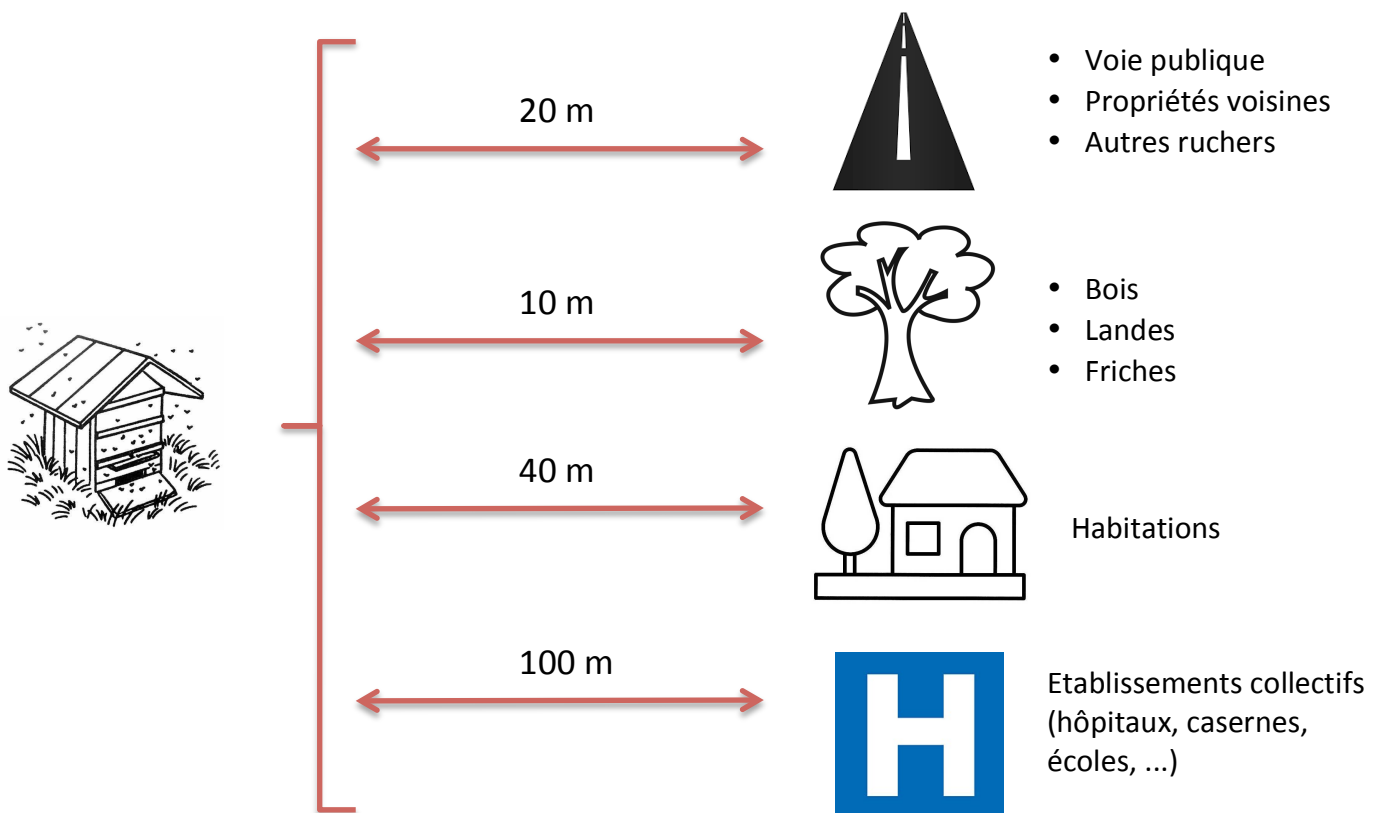 20 m
• Voie publique
• Propriétés voisines
• Autres ruchers
10 m
• Bois
• Landes
• Friches
40 m
Habitations
100 m
H
Etablissements collectifs
(hôpitaux, casernes,
écoles, ...)